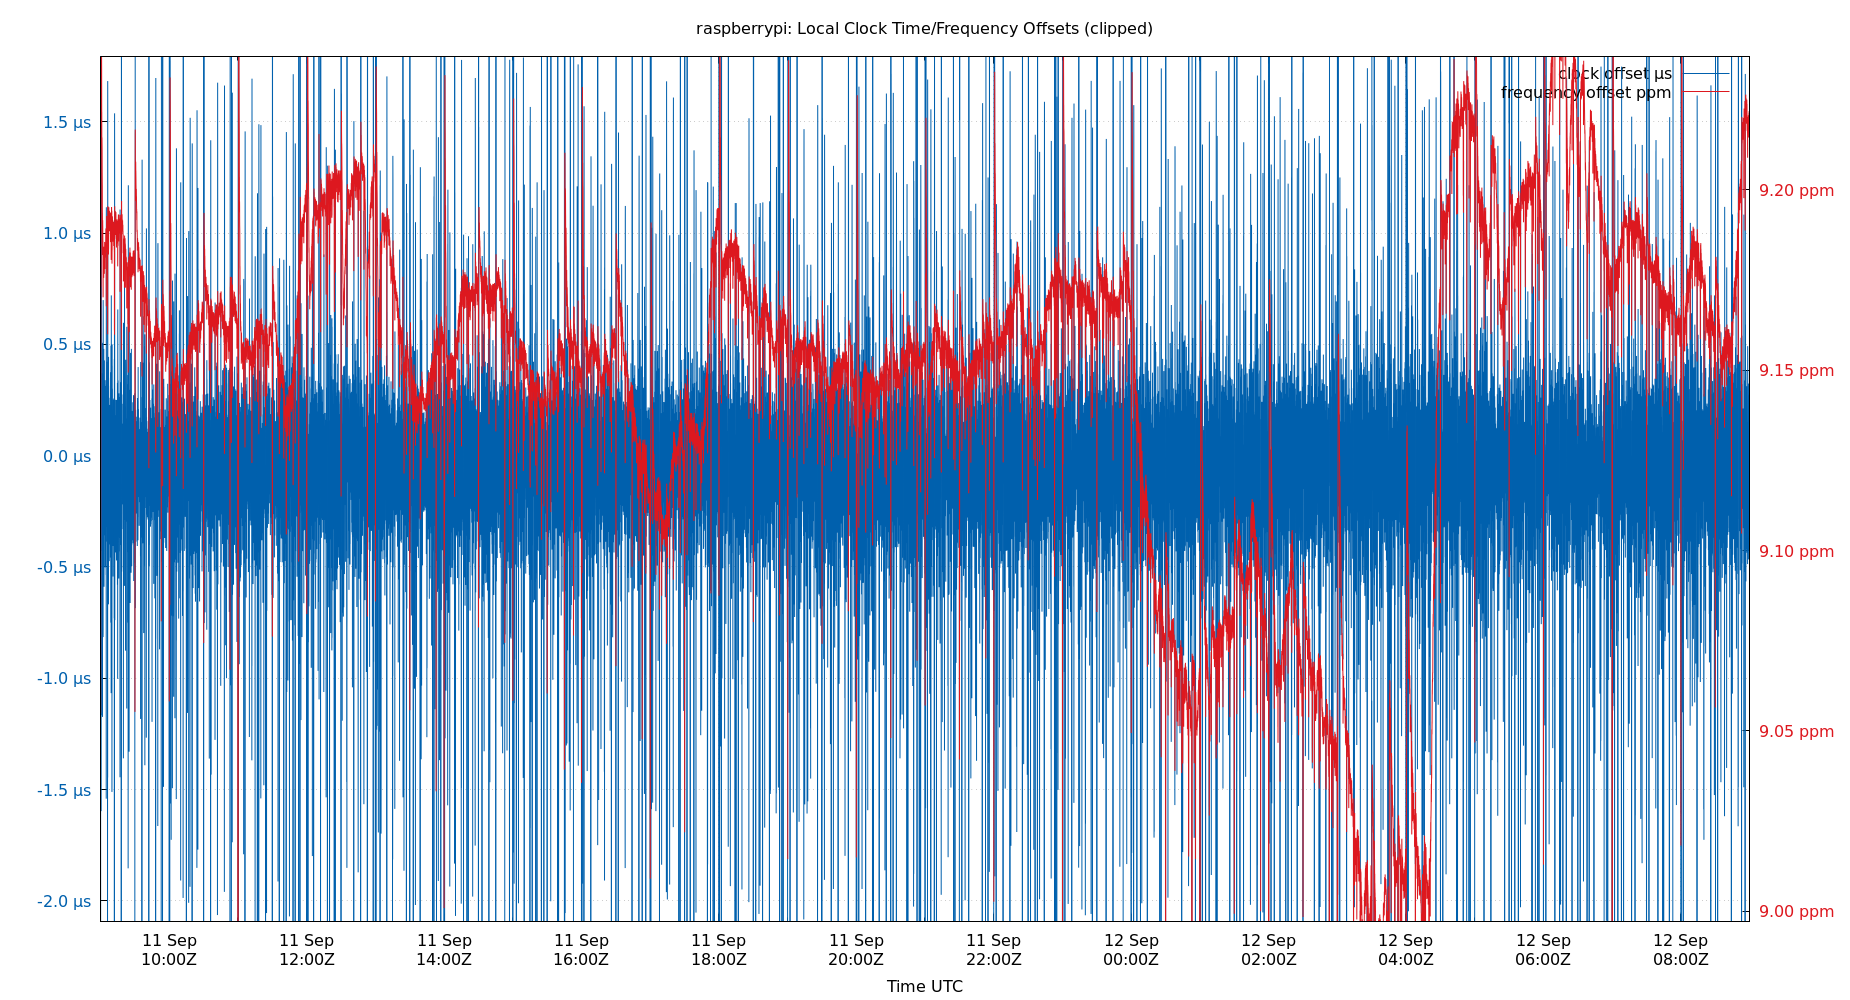 raspberrypi: Local Clock Time/Frequency Offsets (clipped)
clock offset μs
frequency offset ppm
1.5 μs
1.0 μs
0.5 μs
0.0 μs
-0.5 μs
-1.0 μs
-1.5 μs
-2.0 μs
9.20 ppm
9.15 ppm
9.10 ppm
9.05 ppm
9.00 ppm
11 Sep 11 Sep 11 Sep 11 Sep 11 Sep 11 Sep 11 Sep 12 Sep 12 Sep 12 Sep 12 Sep 12 Sep
10:00Z 12:00Z 14:00Z 16:00Z 18:00Z 20:00Z 22:00Z 00:00Z 02:00Z 04:00Z 06:00Z 08:00Z
Time UTC